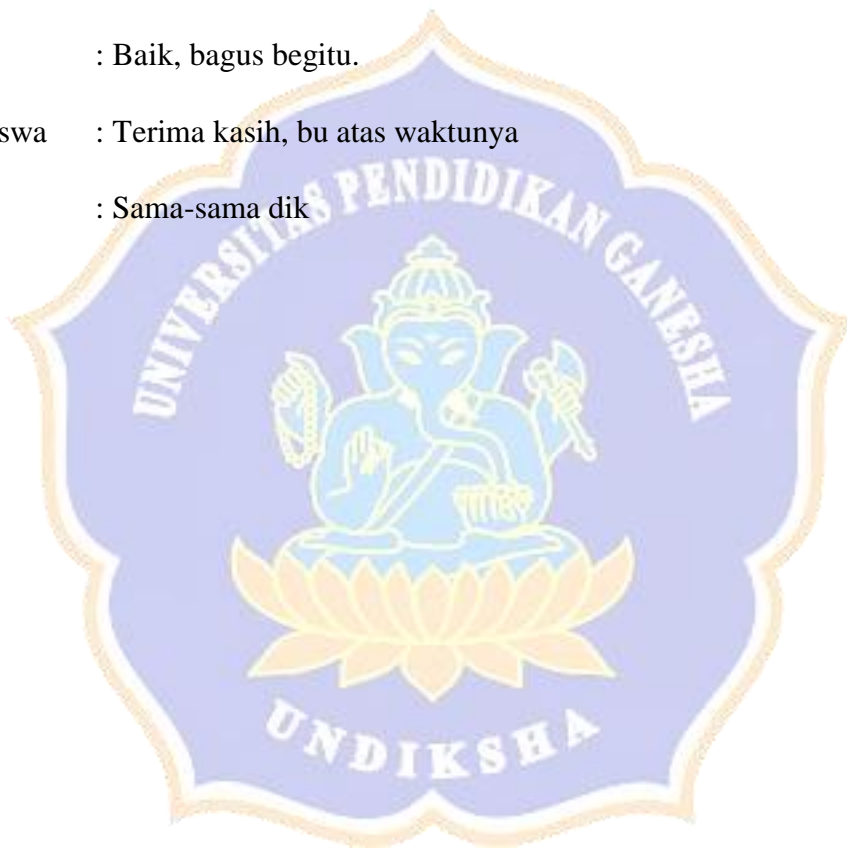 : Baik, bagus begitu.
swa : Terima kasih, bu atas waktunya
: Sama-sama dik
UNIVERSITAS PENDIDIKAN GANESHA
UNDIKSHA